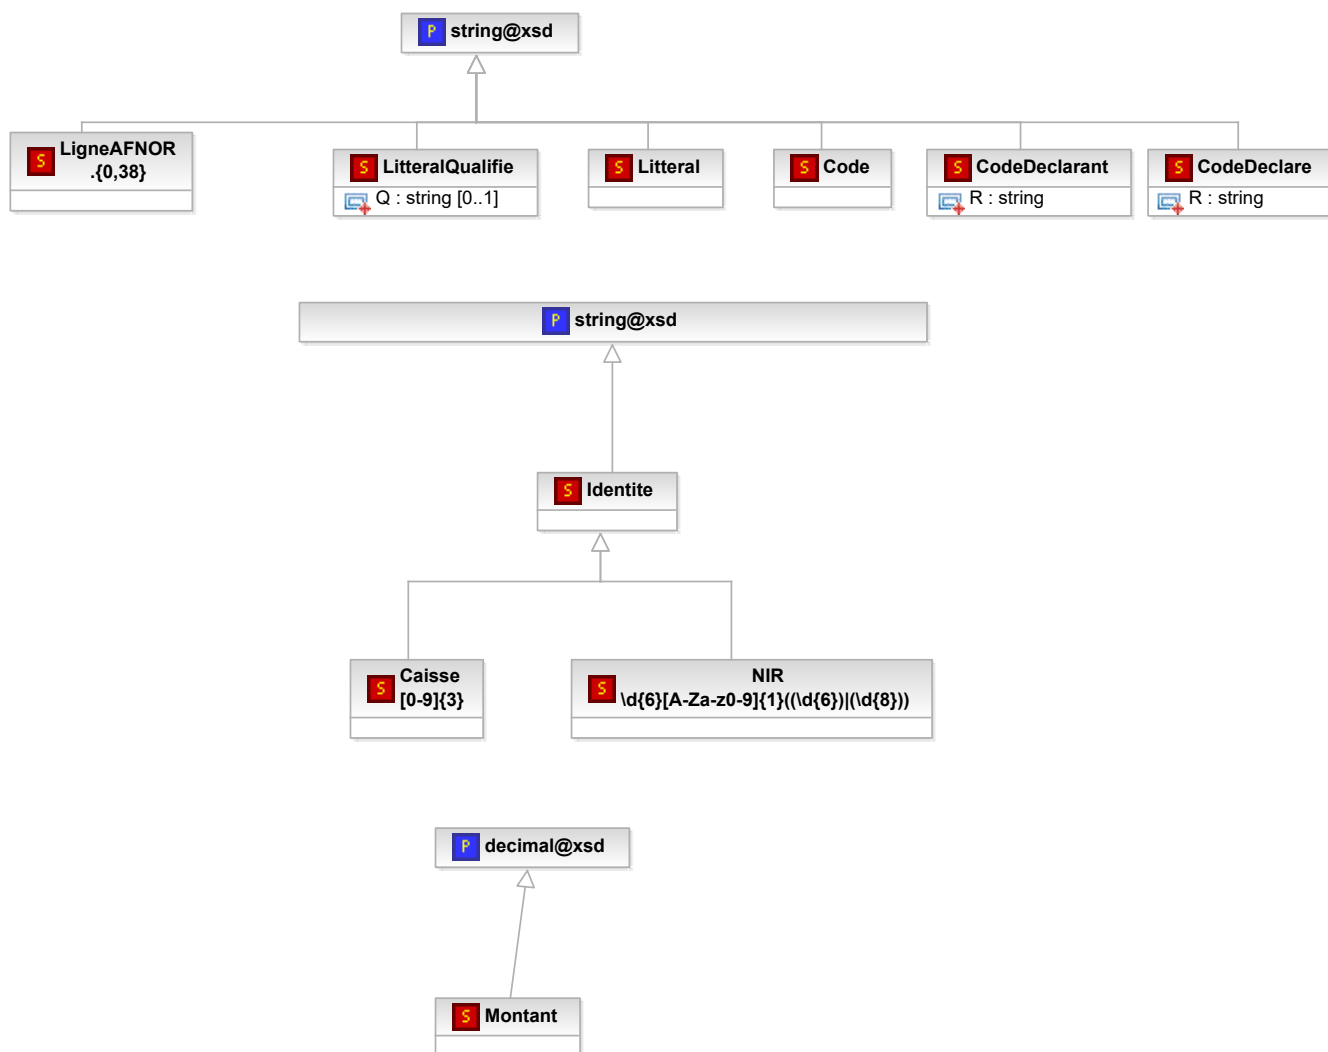 P string@xsd
S LigneAFNOR
.{0,38}
S LitteralQualifie
Q : string [0..1]
S Litteral
S Code
S CodeDeclarant
R : string
S CodeDeclare
R : string
P string@xsd
S Identite
S Caisse
[0-9]{3}
S NIR
\d{6}[A-Za-z0-9]{1}((\d{6})|(\d{8}))
P decimal@xsd
S Montant